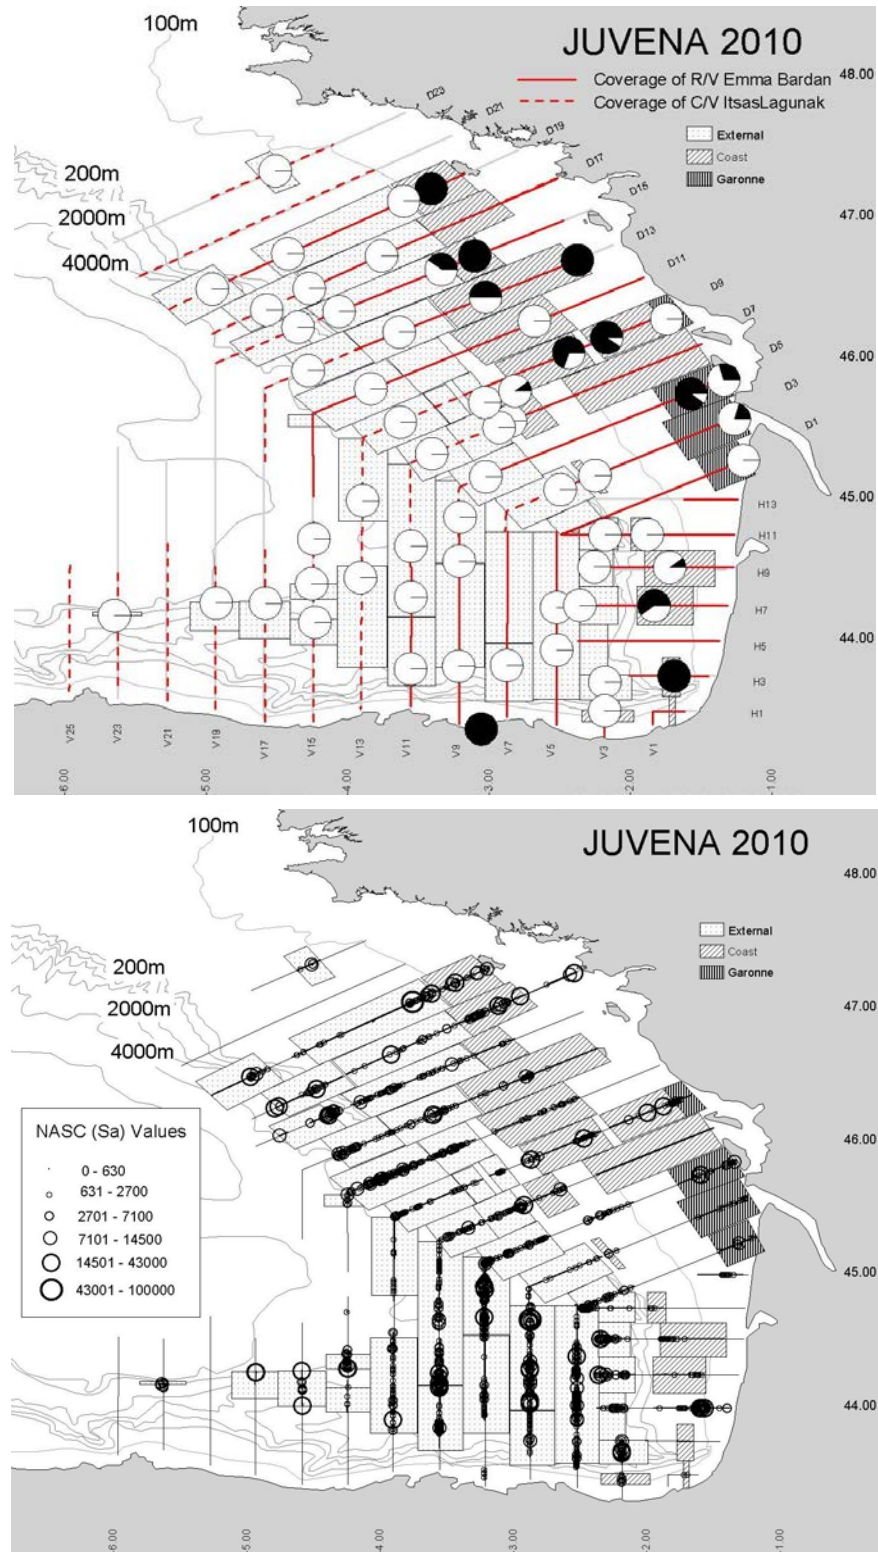 100m
JUVENA 2010
48.00
Coverage of R/V Emma Bardan
Coverage of C/V ItsasLagunak
D23
D21
D19
External
Coast
Garonne
200m
D17
D15
47.00
2000m
D13
4000m
D11
D9
D7
46.00
D5
D3
D1
45.00
H13
H11
H9
H7
44.00
H5
H3
H1
V25
V23
V21
V19
V17
V15
V13
V11
V9
V7
V5
V3
V1
-6.00
-5.00
-4.00
-3.00
-2.00
-1.00
100m
JUVENA 2010
48.00
External
Coast
Garonne
200m
2000m
47.00
4000m
NASC (Sa) Values
0 - 630
631 - 2700
2701 - 7100
7101 - 14500
14501 - 43000
43001 - 100000
46.00
45.00
44.00
-6.00
-5.00
-4.00
-3.00
-2.00
-1.00